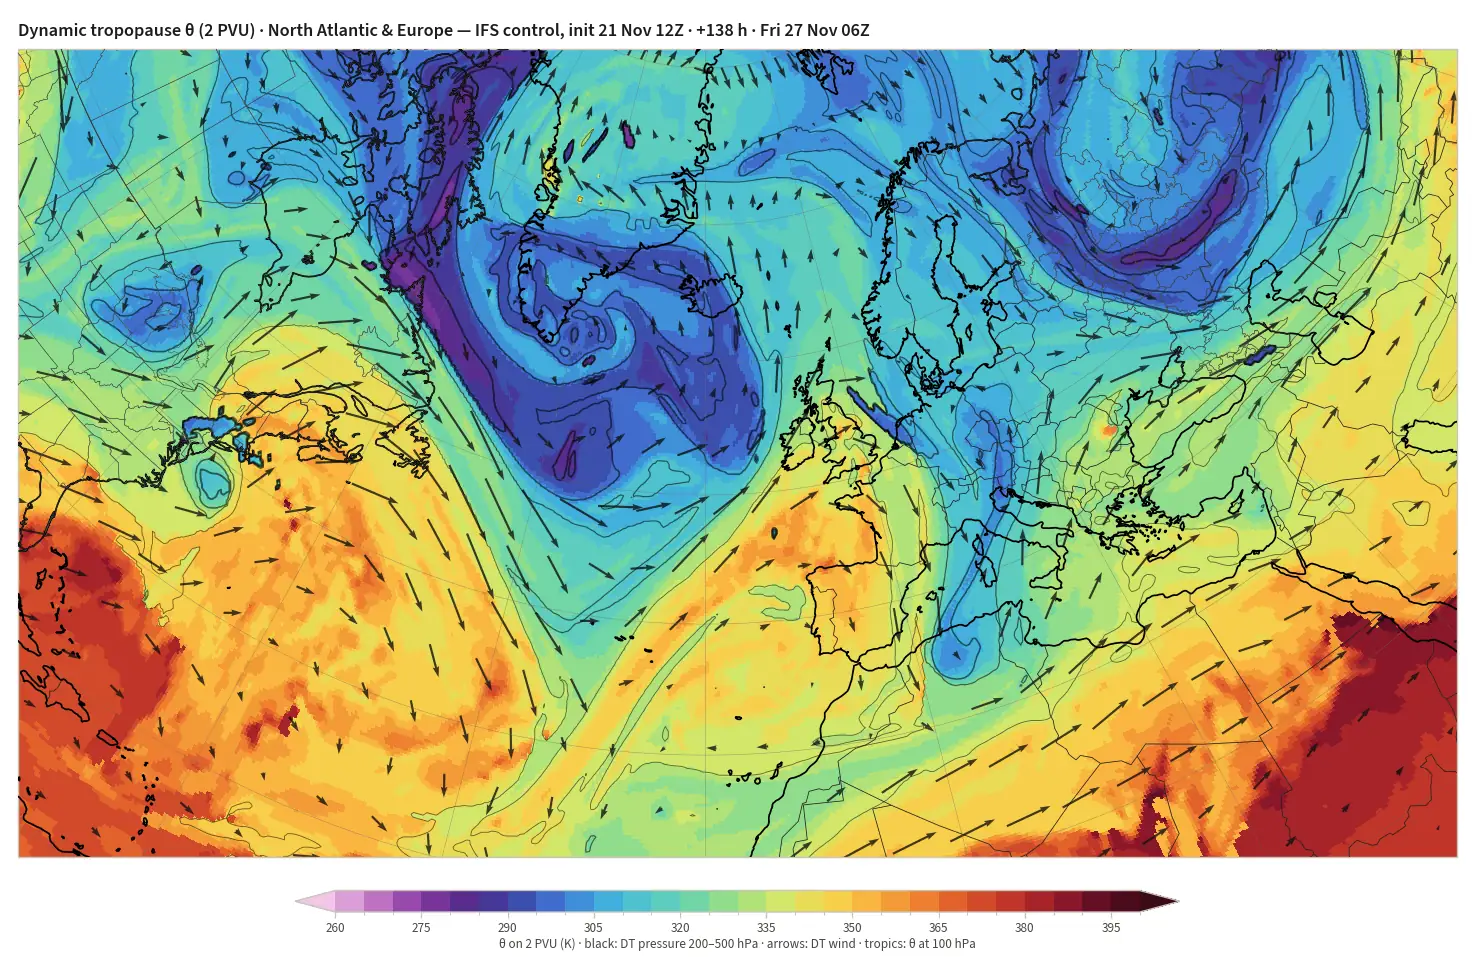 Dynamic tropopause θ (2 PVU) · North Atlantic & Europe — IFS control, init 21 Nov 12Z · +138 h · Fri 27 Nov 06Z
260 275 290 305 320 335 350 365 380 395
θ on 2 PVU (K) · black: DT pressure 200–500 hPa · arrows: DT wind · tropics: θ at 100 hPa